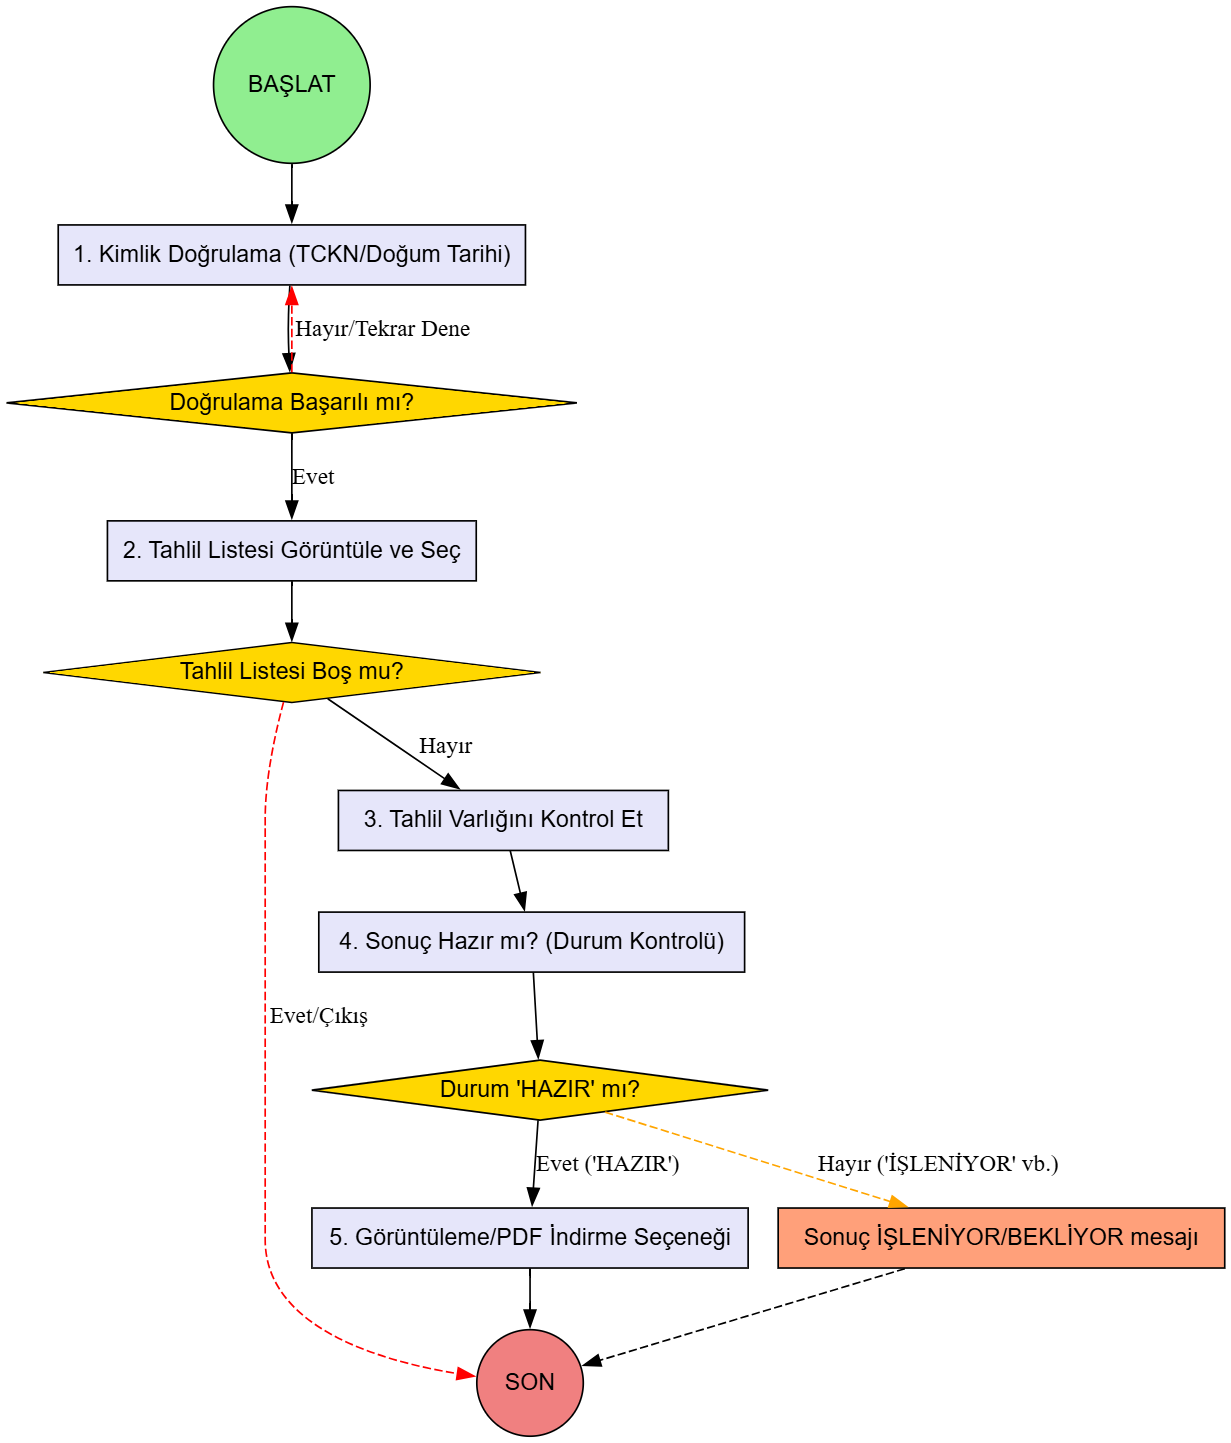 BAŞLAT
1. Kimlik Doğrulama (TCKN/Doğum Tarihi)
Hayır/Tekrar Dene
Doğrulama Başarılı mı?
Evet
2. Tahlil Listesi Görüntüle ve Seç
Tahlil Listesi Boş mu?
Hayır
3. Tahlil Varlığını Kontrol Et
4. Sonuç Hazır mı? (Durum Kontrolü)
Evet/Çıkış
Durum 'HAZIR' mı?
Evet ('HAZIR')
Hayır ('İŞLENİYOR' vb.)
5. Görüntüleme/PDF İndirme Seçeneği
Sonuç İŞLENİYOR/BEKLİYOR mesajı
SON